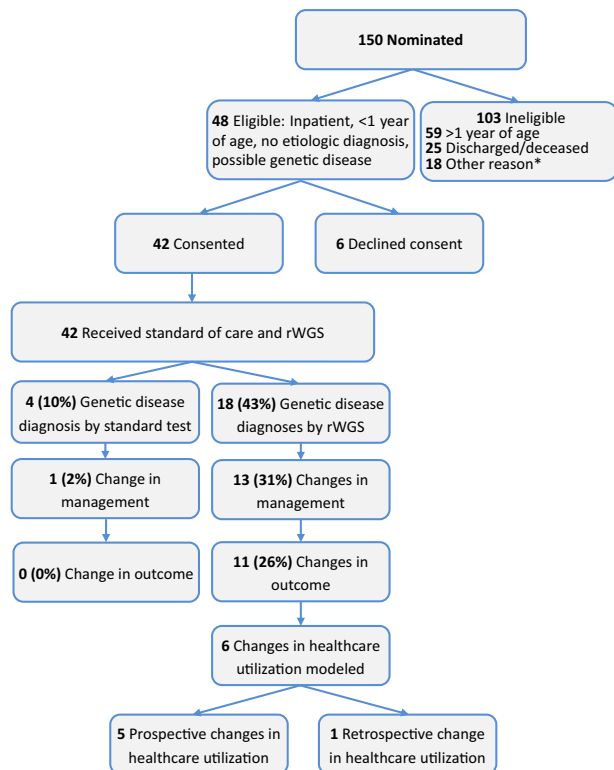 150 Nominated
48 Eligible: Inpatient, <1 year
of age, no etiologic diagnosis,
possible genetic disease
103 Ineligible
59 >1 year of age
25 Discharged/deceased
18 Other reason*
42 Consented
6 Declined consent
42 Received standard of care and rWGS
4 (10%) Genetic disease
diagnosis by standard test
18 (43%) Genetic disease
diagnoses by rWGS
1 (2%) Change in
management
13 (31%) Changes in
management
0 (0%) Change in outcome
11 (26%) Changes in
outcome
6 Changes in healthcare
utilization modeled
5 Prospective changes in
healthcare utilization
1 Retrospective change
in healthcare utilization